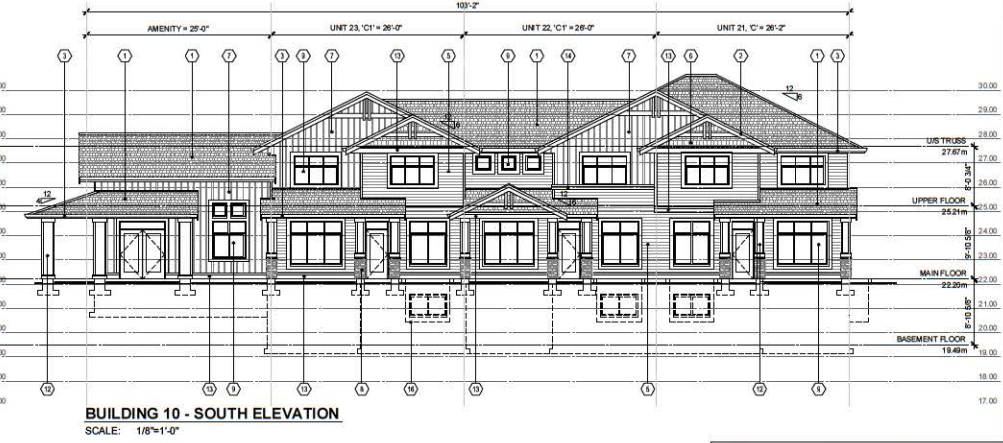 103'-2"
AMENITY = 25'-0" UNIT 23, 'C1' = 26'-0" UNIT 22, 'C1' = 26'-0" UNIT 21, 'C' = 26'-2"
3 1 1 7 3 9 7 13 5 9 1 14 7 13 6 2 1 3
12
6
30.00
29.00
28.00
U/S TRUSS
27.67m
27.00
8'-0 3/4"
26.00
UPPER FLOOR
25.00
25.21m
24.00
9'-10 5/8"
23.00
MAIN FLOOR
22.00
22.20m
21.00
8'-10 5/8"
20.00
BASEMENT FLOOR
19.49m
19.00
18.00
17.00
12 13 9 13 8 16 13 5 12 9
BUILDING 10 - SOUTH ELEVATION
SCALE: 1/8"=1'-0"